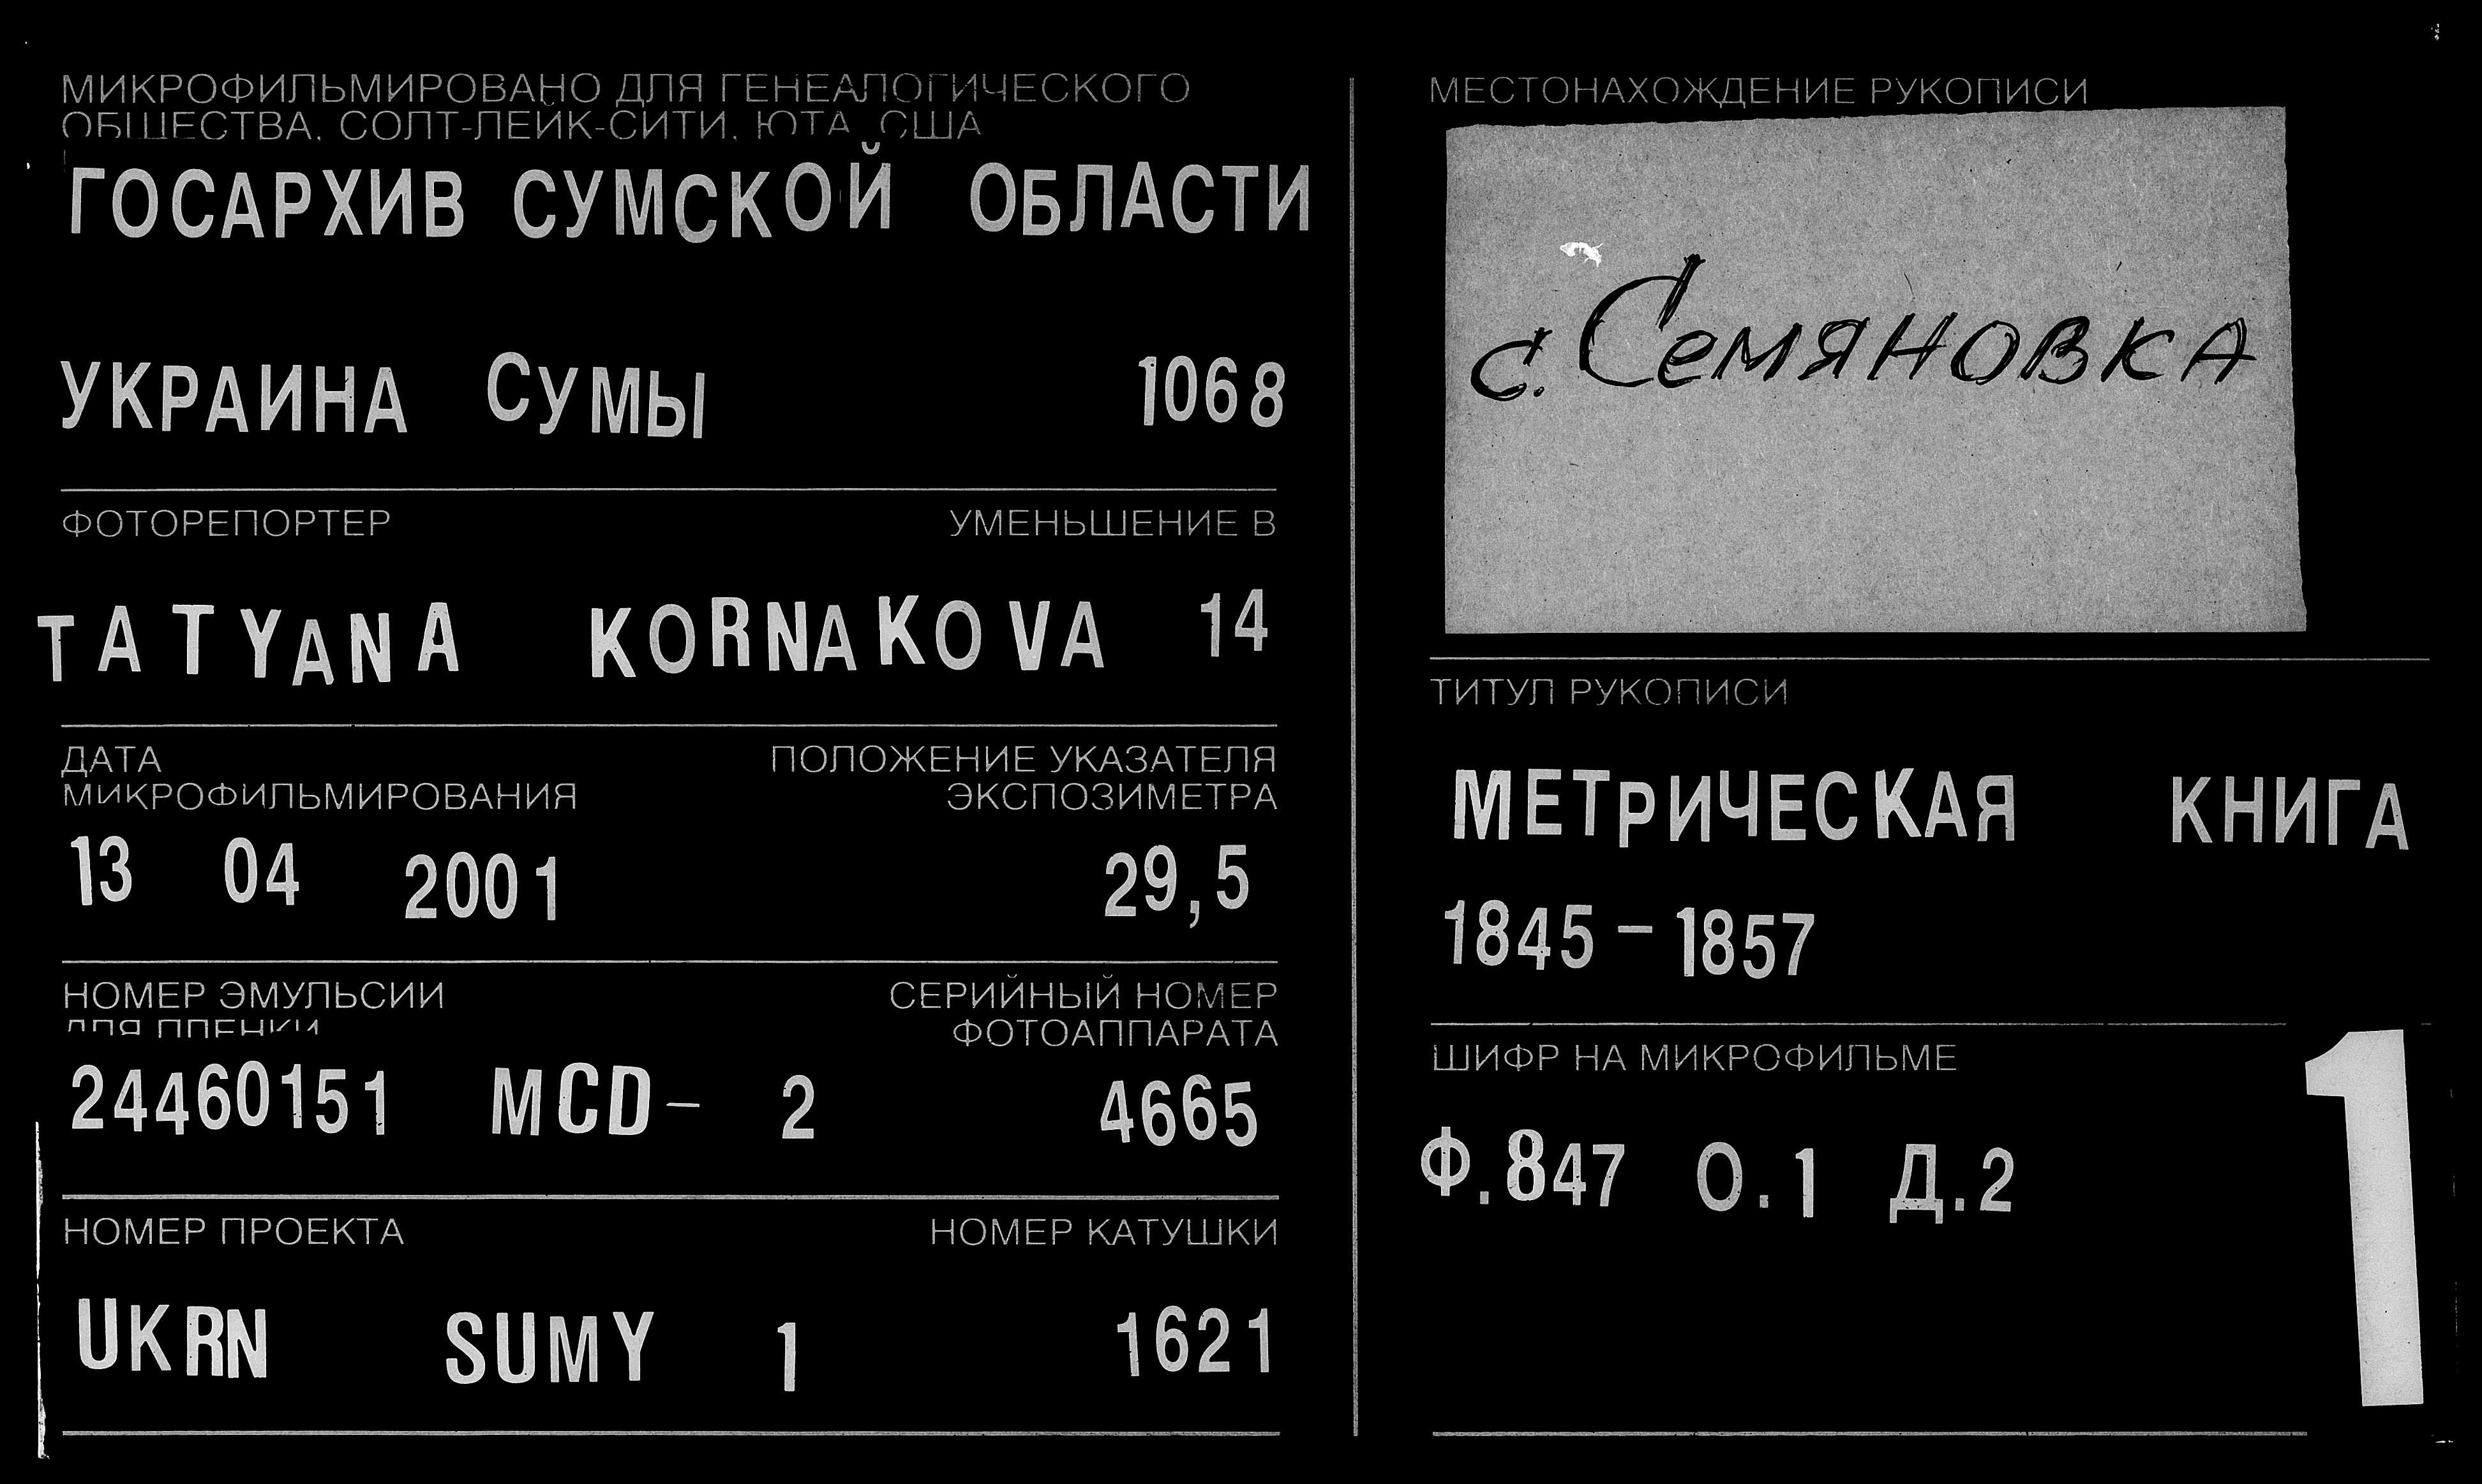 МИКРОФИЛЬМИРОВАНО ДЛЯ ГЕНЕАЛОГИЧЕСКОГО
ОБЩЕСТВА, СОЛТ-ЛЕЙК-СИТИ, ЮТА, США
ГОСАРХИВ СУМСКОЙ ОБЛАСТИ
УКРАИНА СУМЫ 1068
ФОТОРЕПОРТЕР УМЕНЬШЕНИЕ В
TATYANA KORNAKOVA 14
ДАТА
МИКРОФИЛЬМИРОВАНИЯ
ПОЛОЖЕНИЕ УКАЗАТЕЛЯ
ЭКСПОЗИМЕТРА
13 04 2001 29,5
НОМЕР ЭМУЛЬСИИ
ДЛЯ ПЛЕНКИ
СЕРИЙНЫЙ НОМЕР
ФОТОАППАРАТА
24460151 MCD- 2 4665
НОМЕР ПРОЕКТА НОМЕР КАТУШКИ
UKRN SUMY 1 1621
МЕСТОНАХОЖДЕНИЕ РУКОПИСИ
с. Семяновка
ТИТУЛ РУКОПИСИ
МЕТРИЧЕСКАЯ КНИГА
1845-1857
ШИФР НА МИКРОФИЛЬМЕ
Ф.847 О.1 Д.2
1